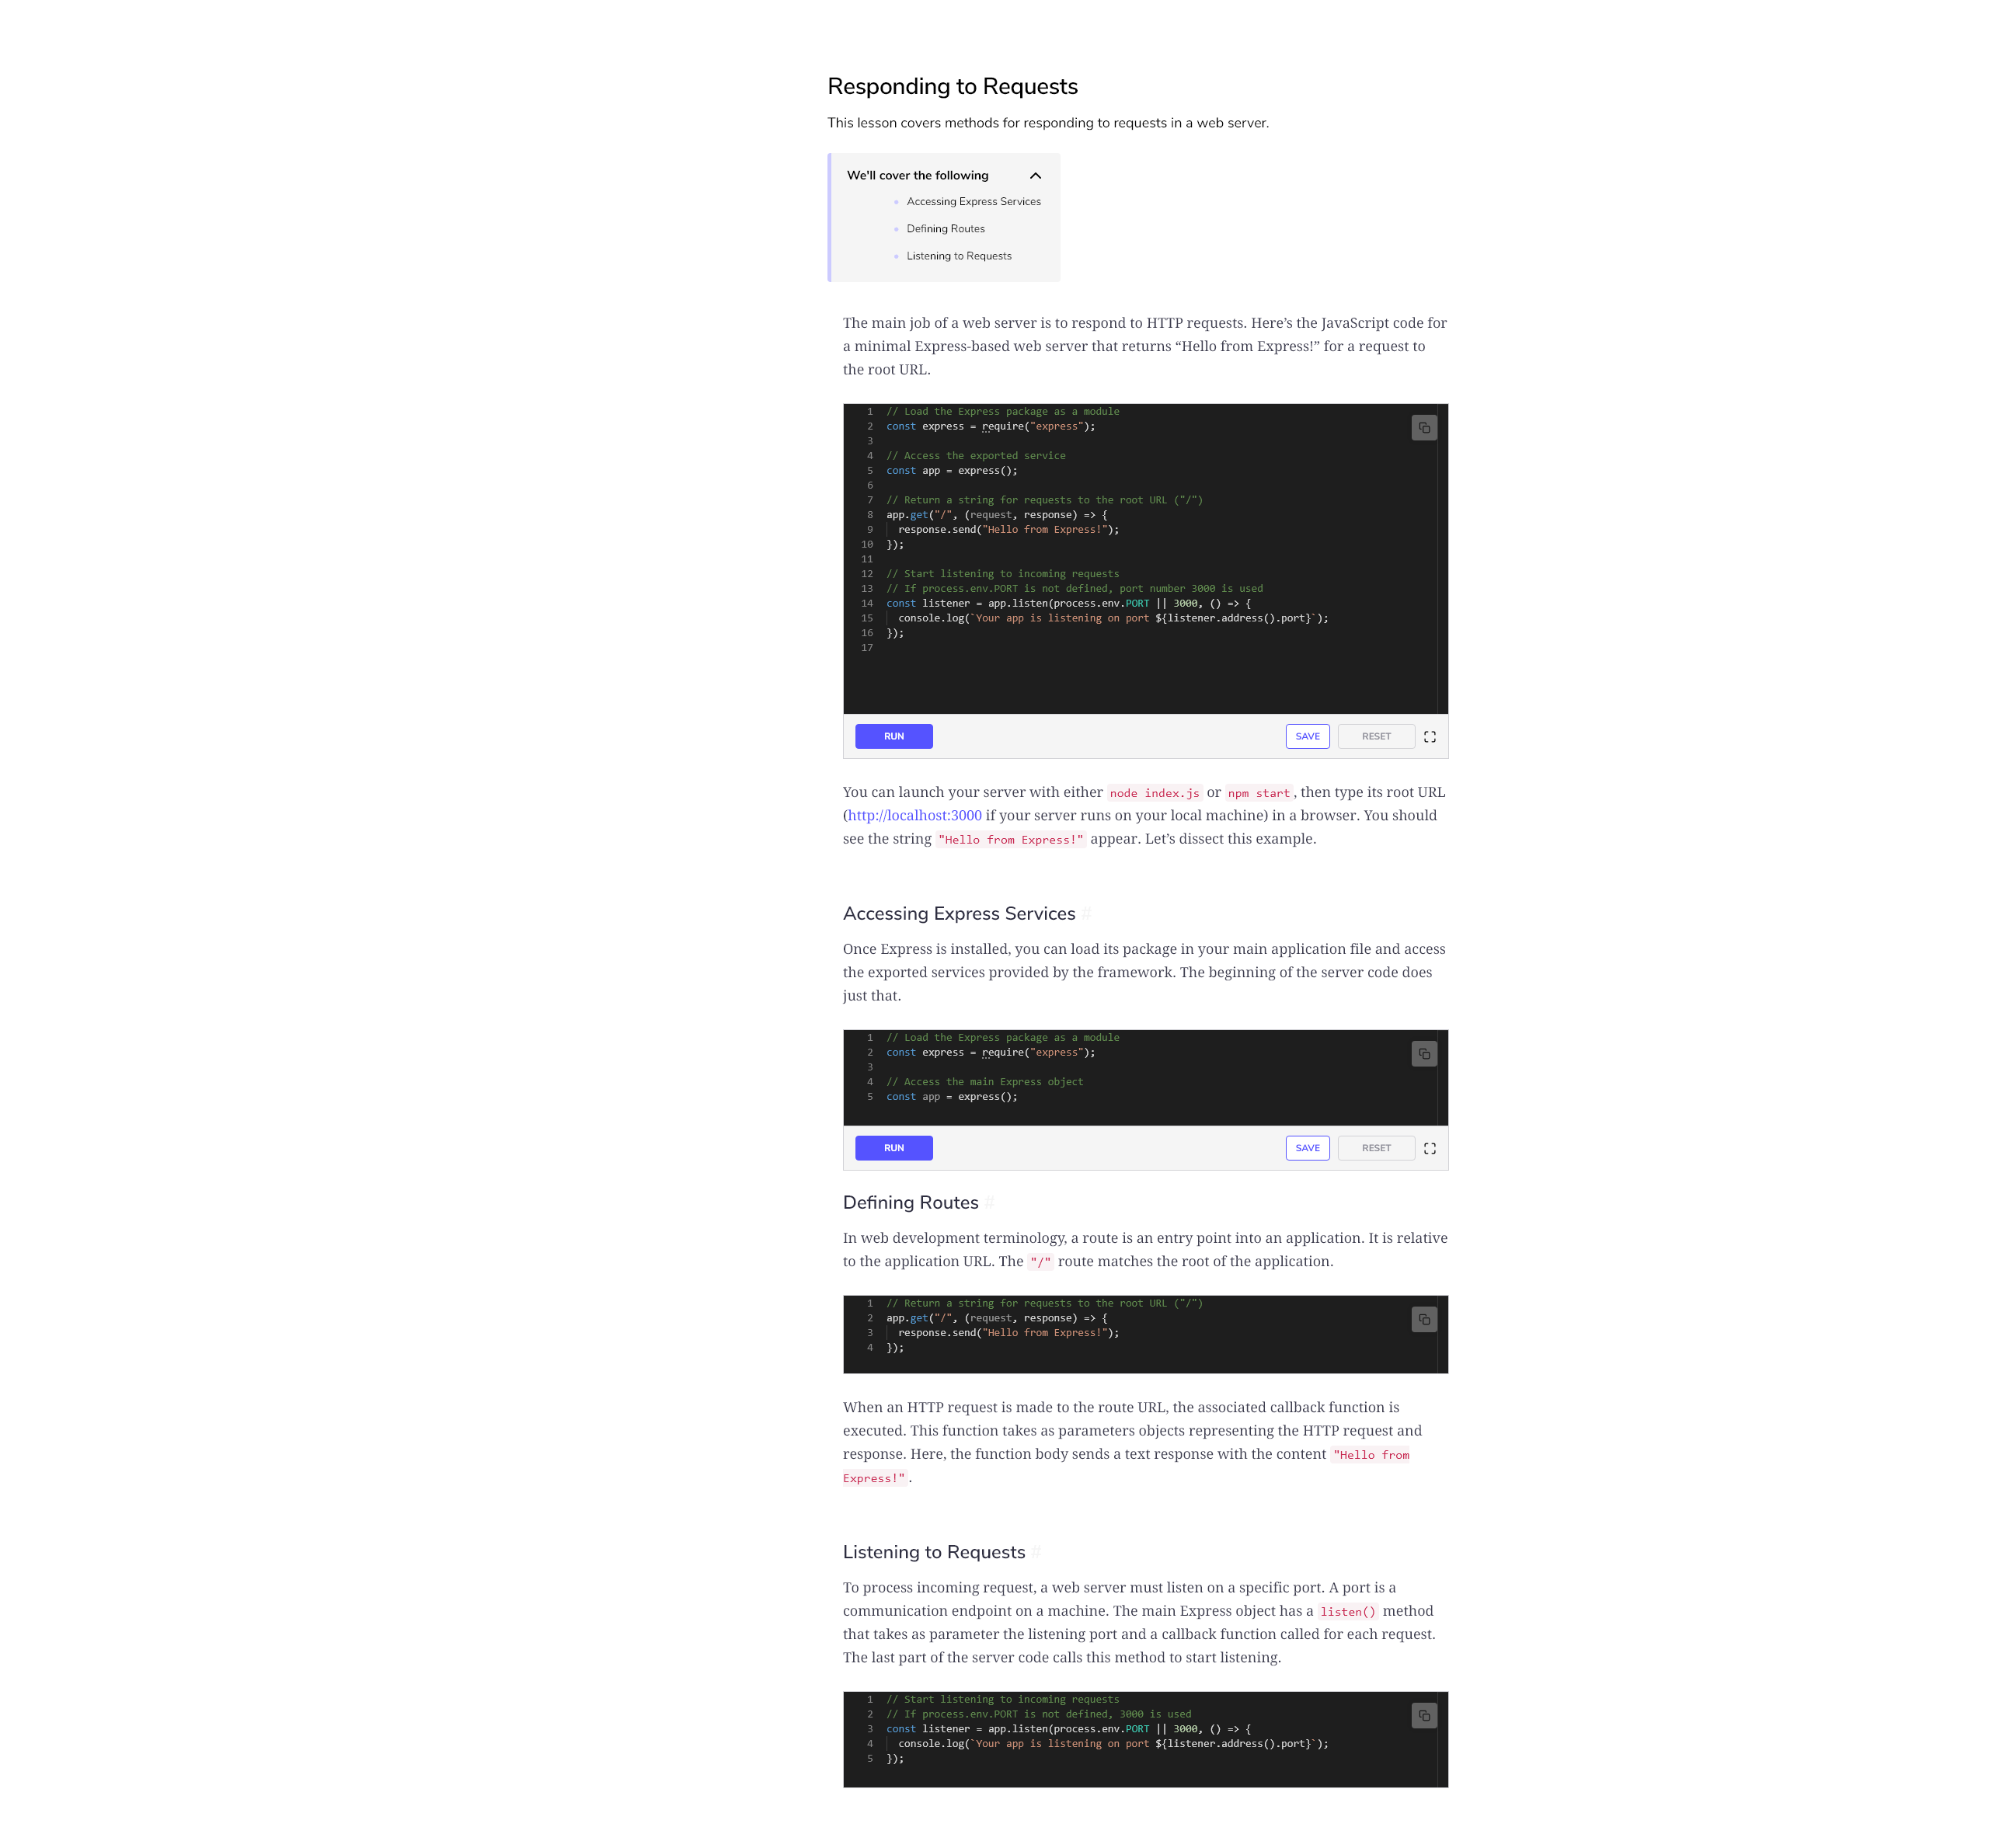 Responding to Requests
This lesson covers methods for responding to requests in a web server.
We'll cover the following
Accessing Express Services
Defining Routes
Listening to Requests
The main job of a web server is to respond to HTTP requests. Here’s the JavaScript code for
a minimal Express-based web server that returns “Hello from Express!” for a request to
the root URL.
1 // Load the Express package as a module
2 const express = require("express");
3
4 // Access the exported service
5 const app = express();
6
7 // Return a string for requests to the root URL ("/")
8 app.get("/", (request, response) => {
9   response.send("Hello from Express!");
10 });
11
12 // Start listening to incoming requests
13 // If process.env.PORT is not defined, port number 3000 is used
14 const listener = app.listen(process.env.PORT || 3000, () => {
15   console.log(`Your app is listening on port ${listener.address().port}`);
16 });
17
RUN SAVE RESET
You can launch your server with either node index.js or npm start, then type its root URL
(http://localhost:3000 if your server runs on your local machine) in a browser. You should
see the string "Hello from Express!" appear. Let’s dissect this example.
Accessing Express Services #
Once Express is installed, you can load its package in your main application file and access
the exported services provided by the framework. The beginning of the server code does
just that.
1 // Load the Express package as a module
2 const express = require("express");
3
4 // Access the main Express object
5 const app = express();
RUN SAVE RESET
Defining Routes #
In web development terminology, a route is an entry point into an application. It is relative
to the application URL. The "/" route matches the root of the application.
1 // Return a string for requests to the root URL ("/")
2 app.get("/", (request, response) => {
3   response.send("Hello from Express!");
4 });
When an HTTP request is made to the route URL, the associated callback function is
executed. This function takes as parameters objects representing the HTTP request and
response. Here, the function body sends a text response with the content "Hello from
Express!".
Listening to Requests #
To process incoming request, a web server must listen on a specific port. A port is a
communication endpoint on a machine. The main Express object has a listen() method
that takes as parameter the listening port and a callback function called for each request.
The last part of the server code calls this method to start listening.
1 // Start listening to incoming requests
2 // If process.env.PORT is not defined, 3000 is used
3 const listener = app.listen(process.env.PORT || 3000, () => {
4   console.log(`Your app is listening on port ${listener.address().port}`);
5 });